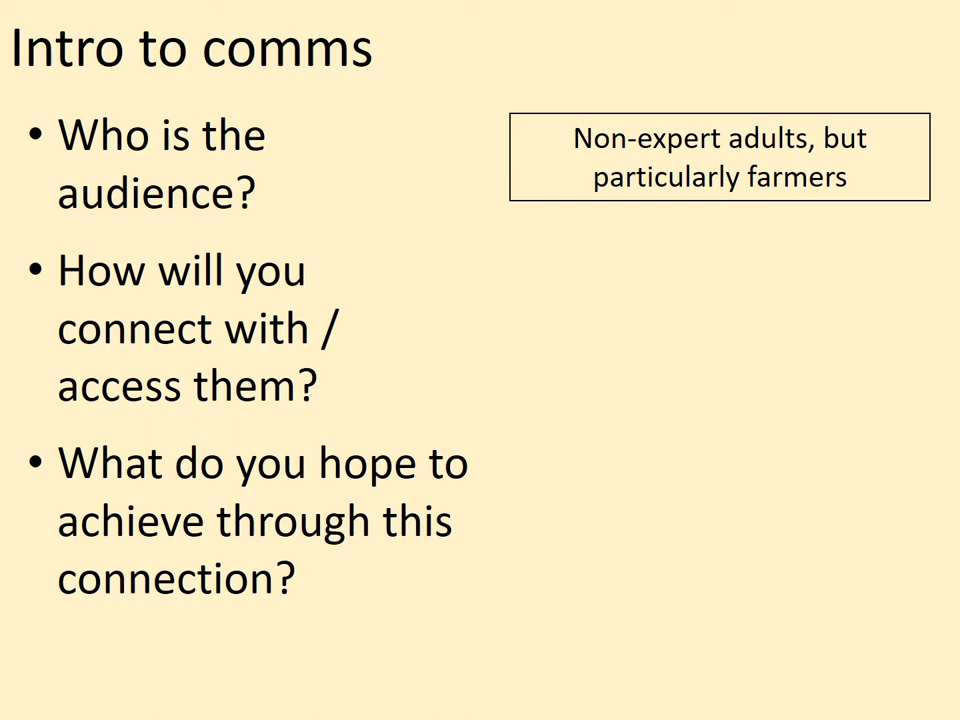 Intro to comms
• Who is the
audience?
• How will you
connect with /
access them?
• What do you hope to
achieve through this
connection?
Non-expert adults, but
particularly farmers